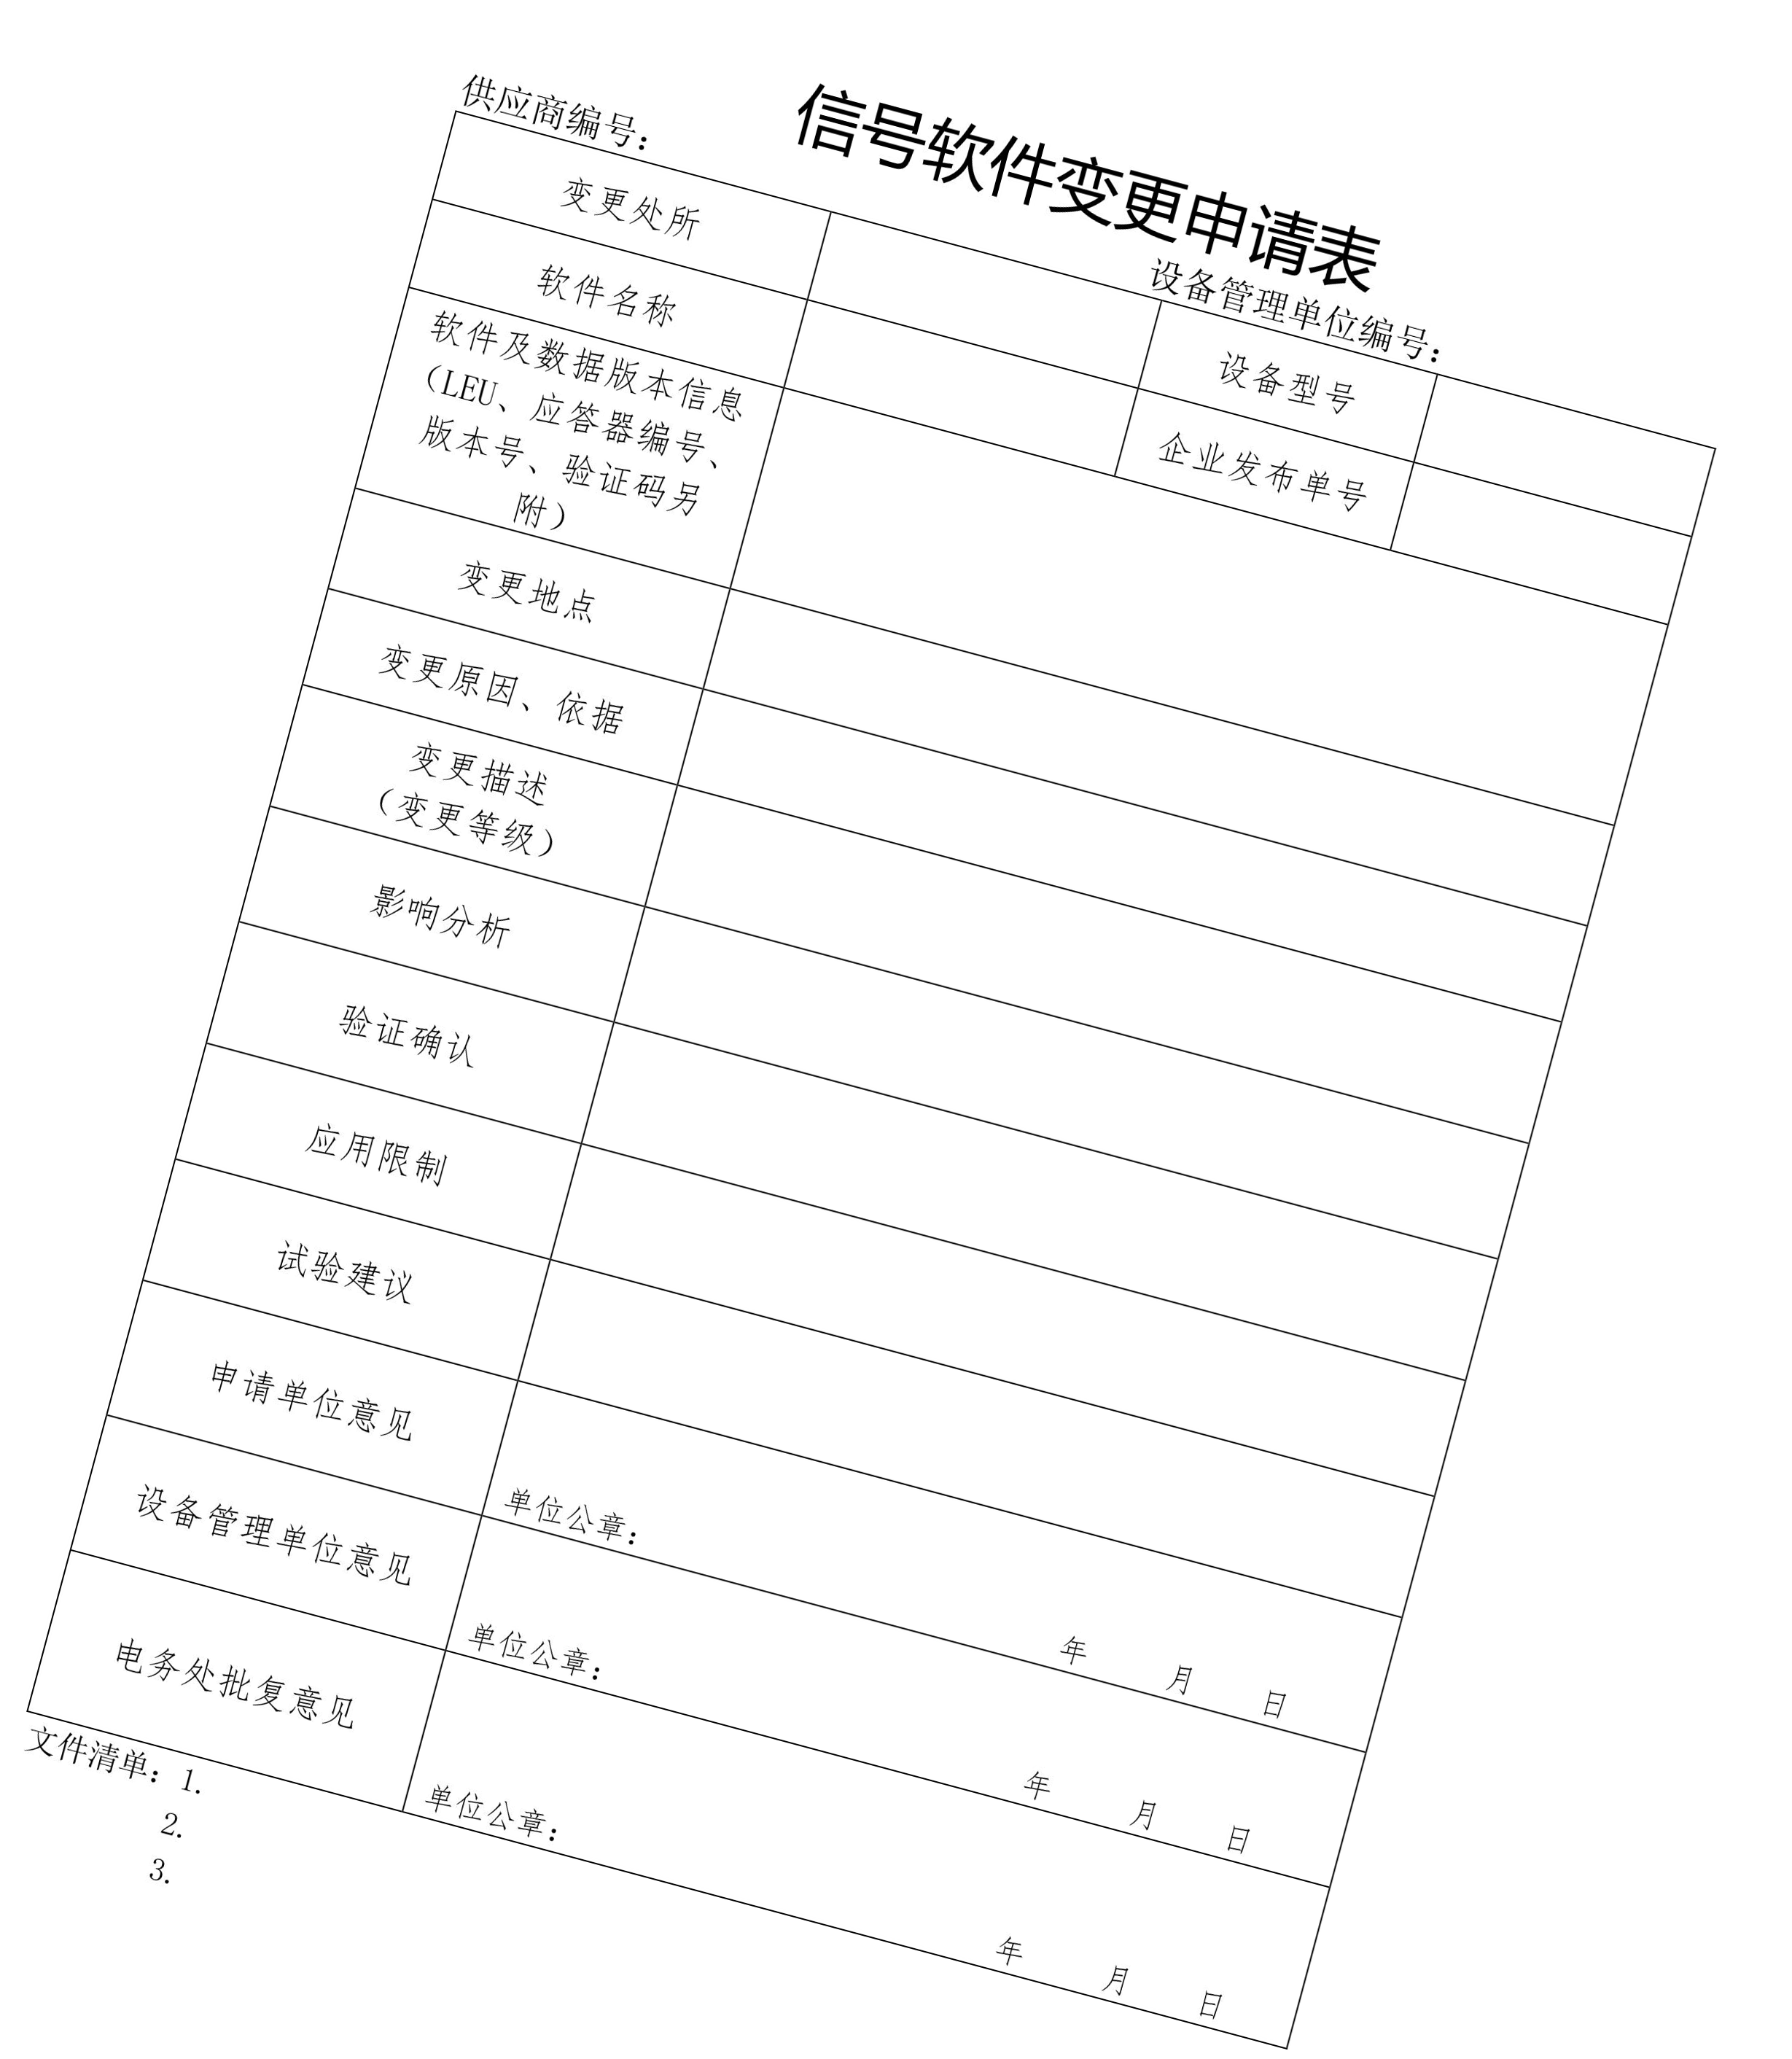 信号软件变更申请表
供应商编号：
设备管理单位编号：
变更处所
设备型号
软件名称
企业发布单号
软件及数据版本信息
（LEU、应答器编号、
版本号、验证码另
附）
变更地点
变更原因、依据
变更描述
（变更等级）
影响分析
验证确认
应用限制
试验建议
申请单位意见
单位公章：
年 月 日
设备管理单位意见
单位公章：
年 月 日
电务处批复意见
单位公章：
年 月 日
文件清单：1.
2.
3.